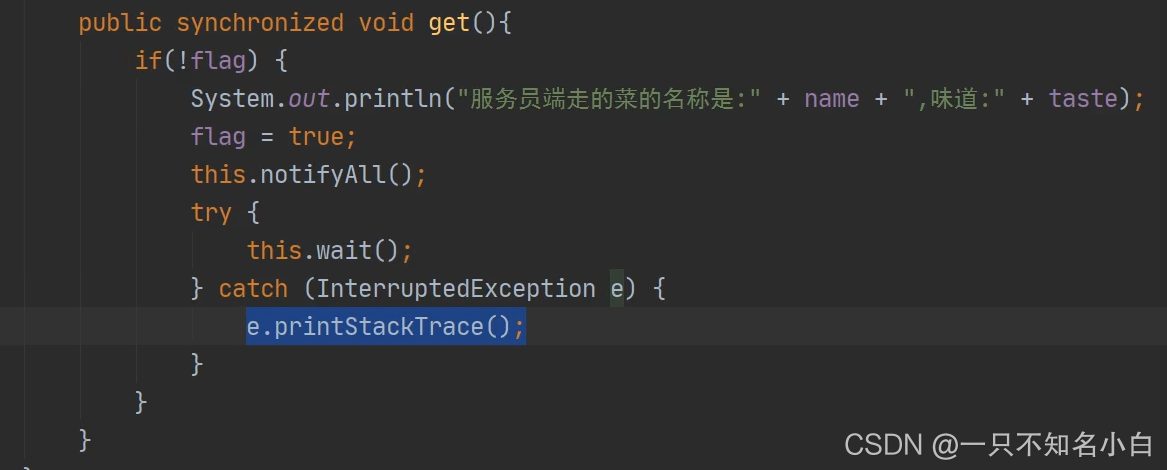 public synchronized void get(){
if(!flag) {
System.out.println("服务员端走的菜的名称是:" + name + ",味道:" + taste);
flag = true;
this.notifyAll();
try {
this.wait();
} catch (InterruptedException e) {
e.printStackTrace();
}
}
}
CSDN @一只不知名小白